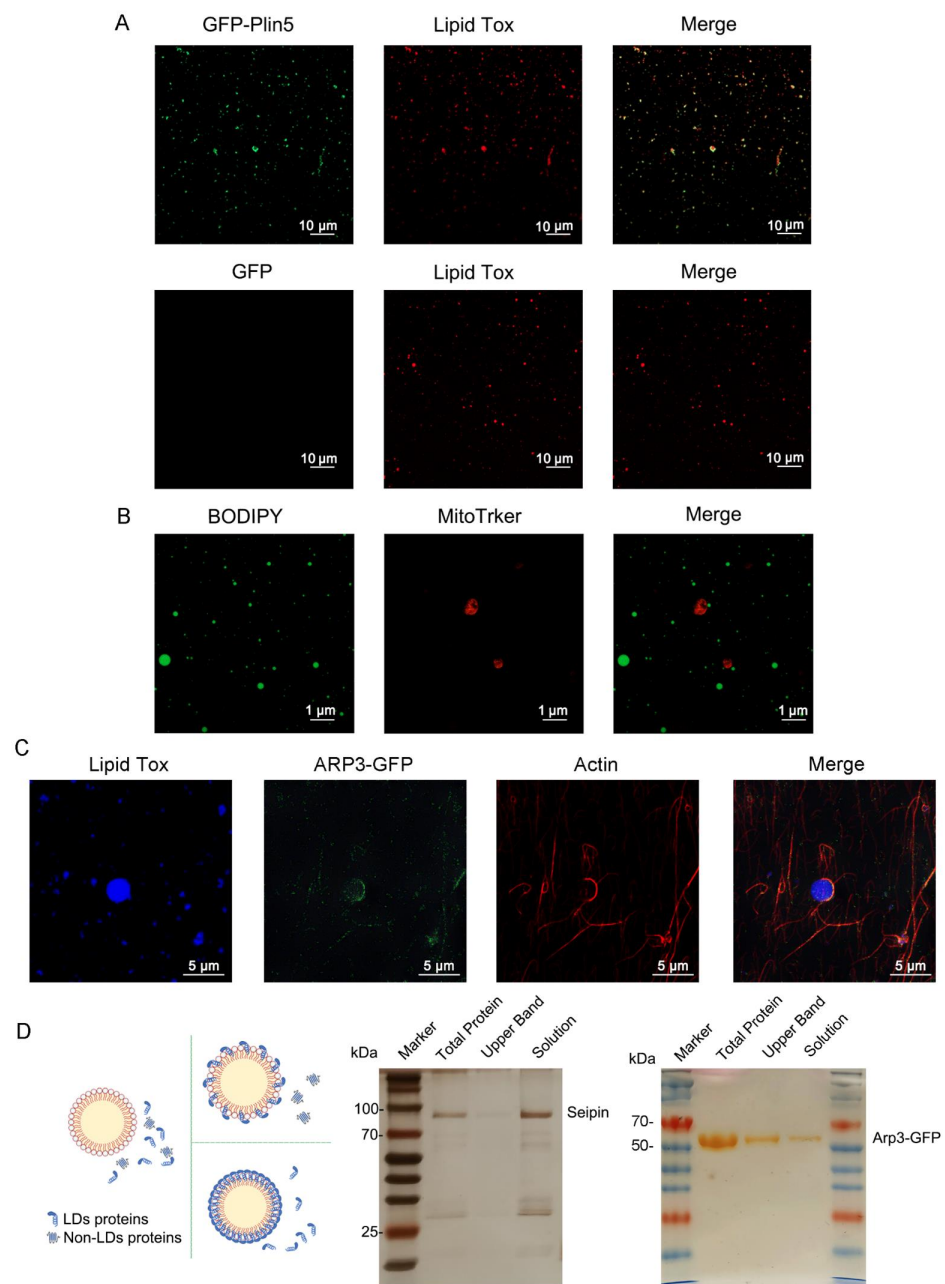 A
GFP-Plin5 Lipid Tox Merge
10 µm 10 µm 10 µm
GFP Lipid Tox Merge
10 µm 10 µm 10 µm
B
BODIPY MitoTrker Merge
1 µm 1 µm 1 µm
C
Lipid Tox ARP3-GFP Actin Merge
5 µm 5 µm 5 µm 5 µm
D
LDs proteins
Non-LDs proteins
kDa Marker Total Protein Upper Band Solution
100-
70-
25-
Seipin
kDa Marker Total Protein Upper Band Solution
70-
50-
Arp3-GFP